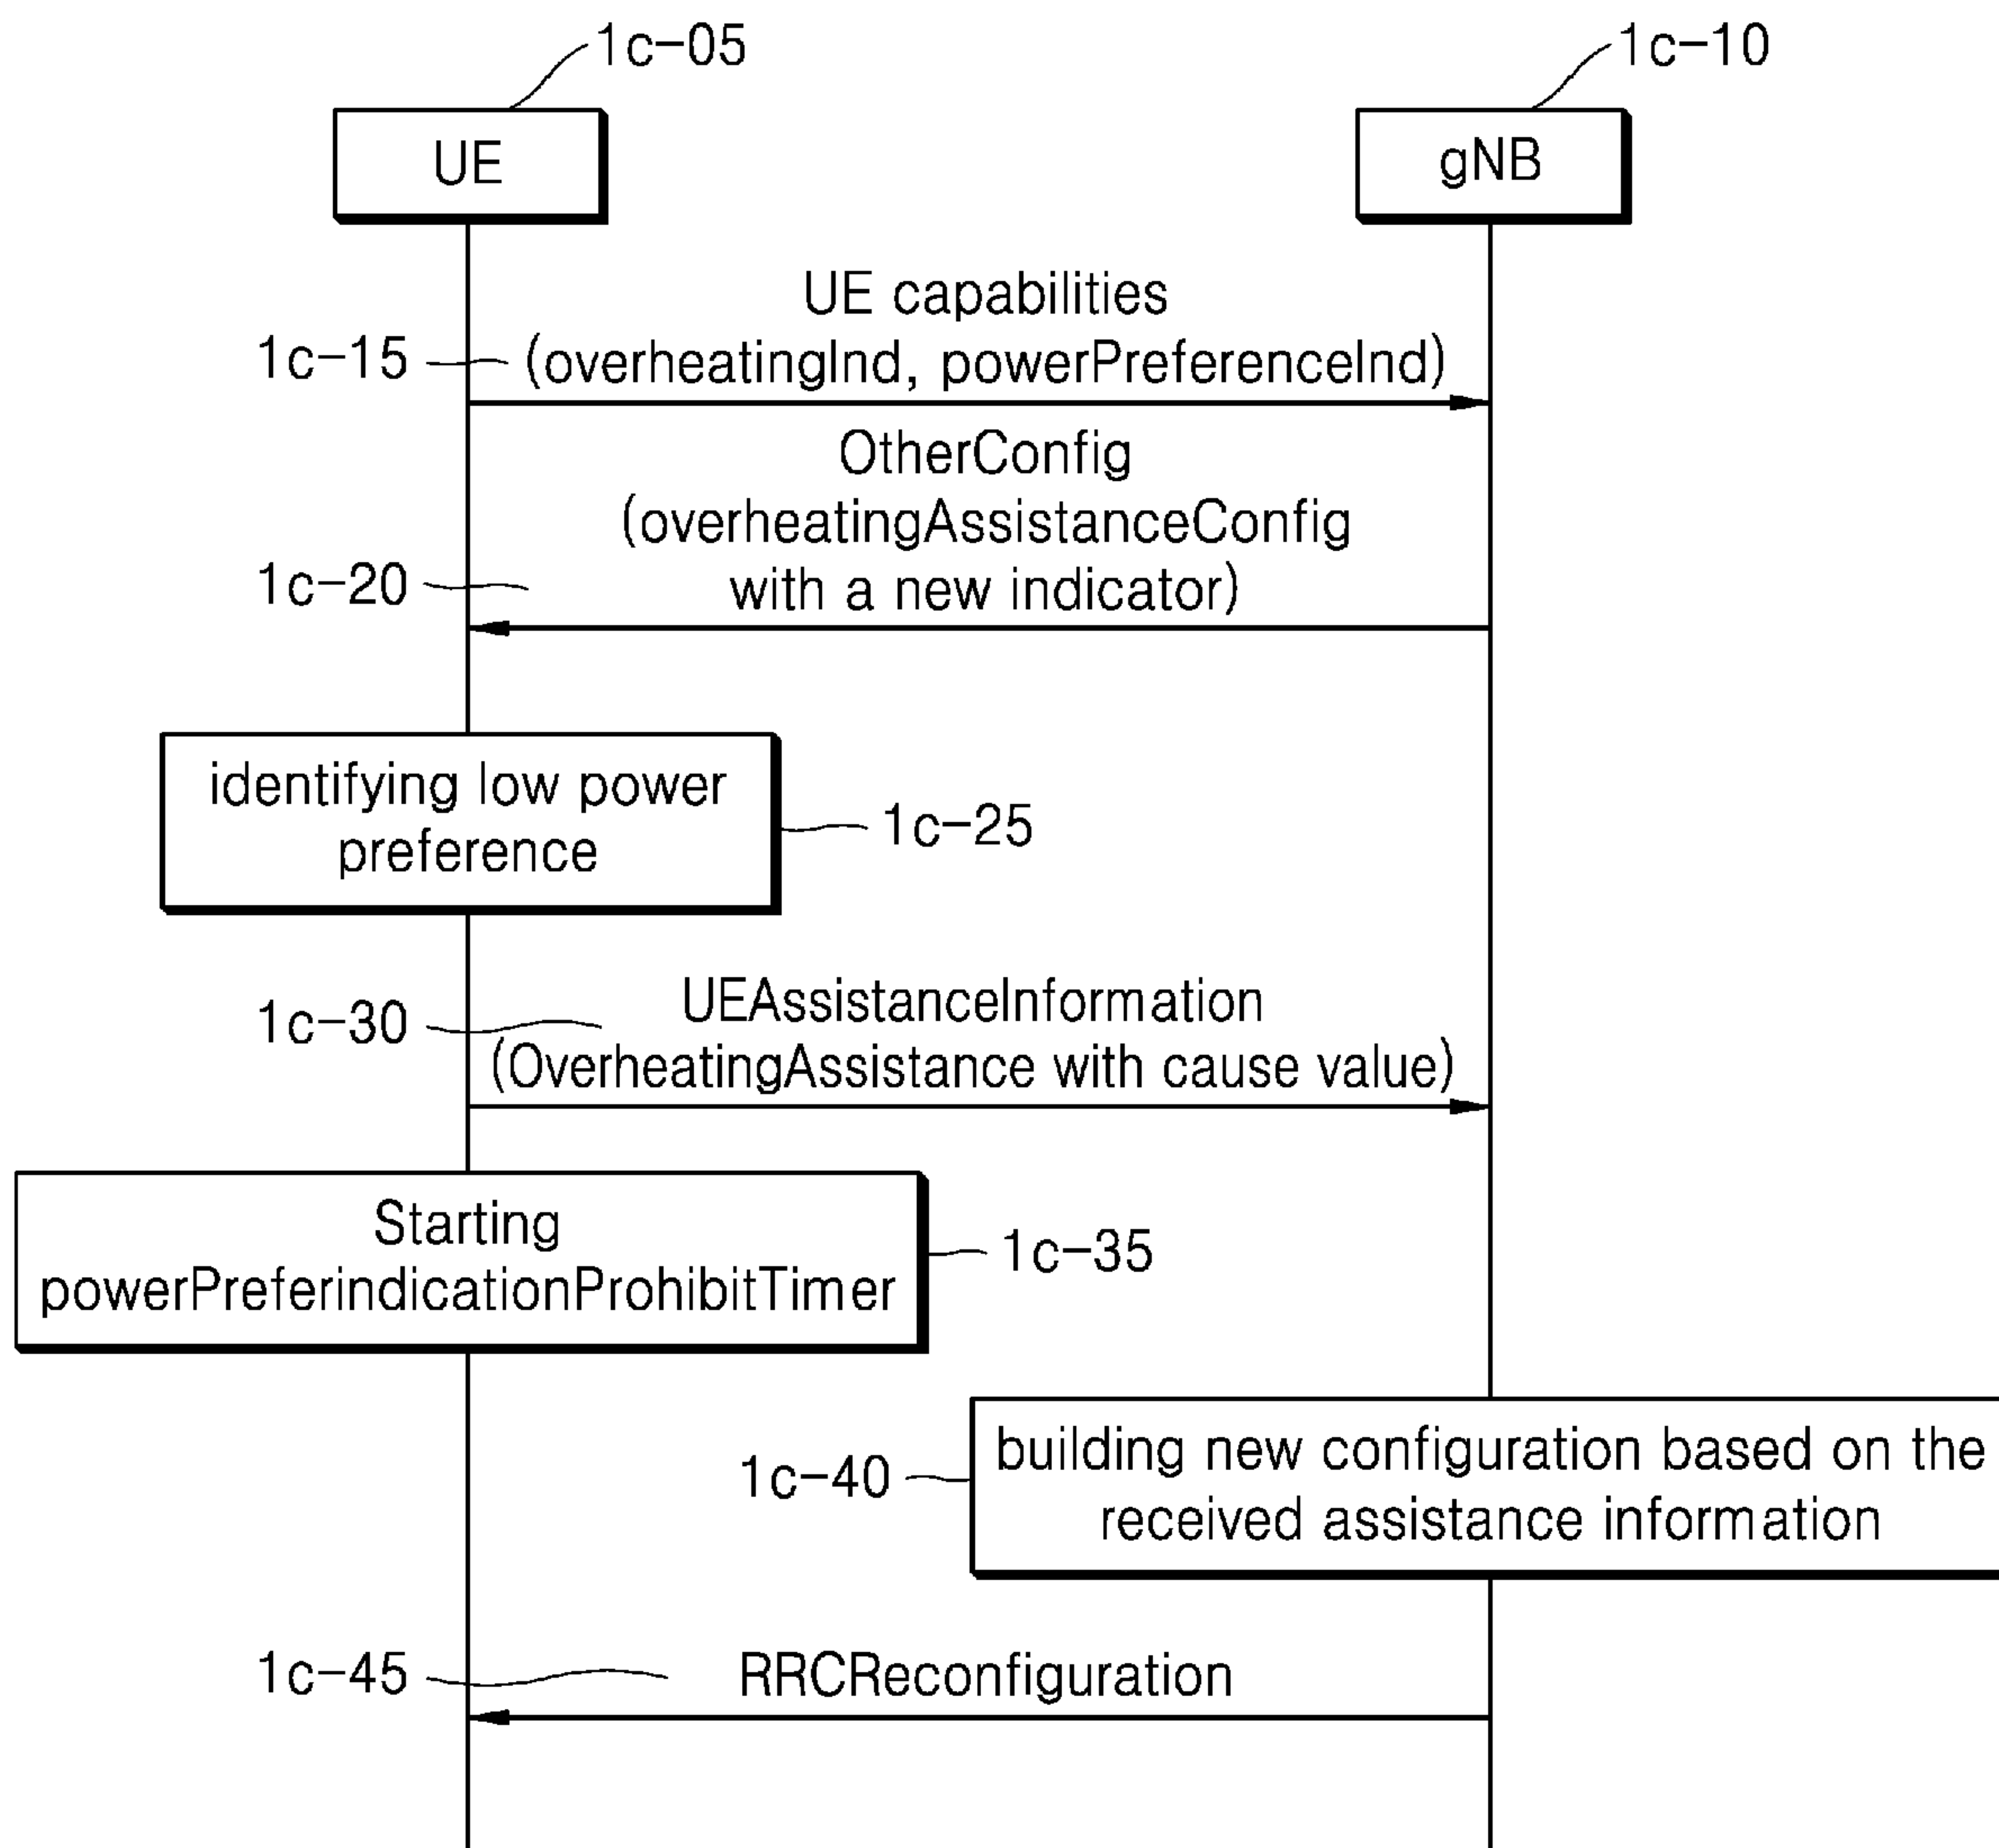 1c-05
1c-10
UE
gNB
UE capabilities
1c-15
(overheatingInd, powerPreferenceInd)
OtherConfig
(overheatingAssistanceConfig
1c-20
with a new indicator)
identifying low power
preference
1c-25
UEAssistanceInformation
1c-30
(OverheatingAssistance with cause value)
Starting
powerPreferindicationProhibitTimer
1c-35
building new configuration based on the
received assistance information
1c-40
1c-45
RRCReconfiguration